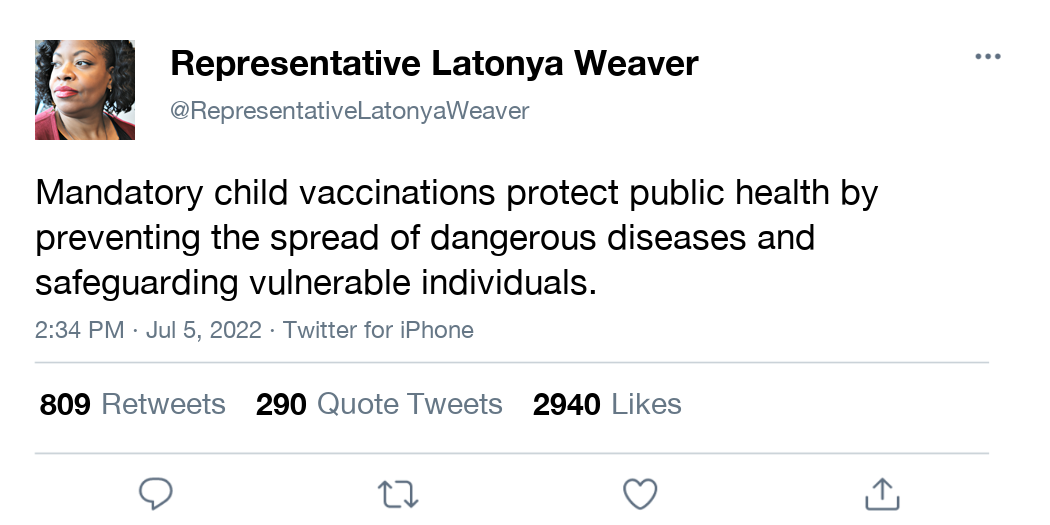 Representative Latonya Weaver
@RepresentativeLatonyaWeaver
Mandatory child vaccinations protect public health by
preventing the spread of dangerous diseases and
safeguarding vulnerable individuals.
2:34 PM · Jul 5, 2022 · Twitter for iPhone
809 Retweets 290 Quote Tweets 2940 Likes